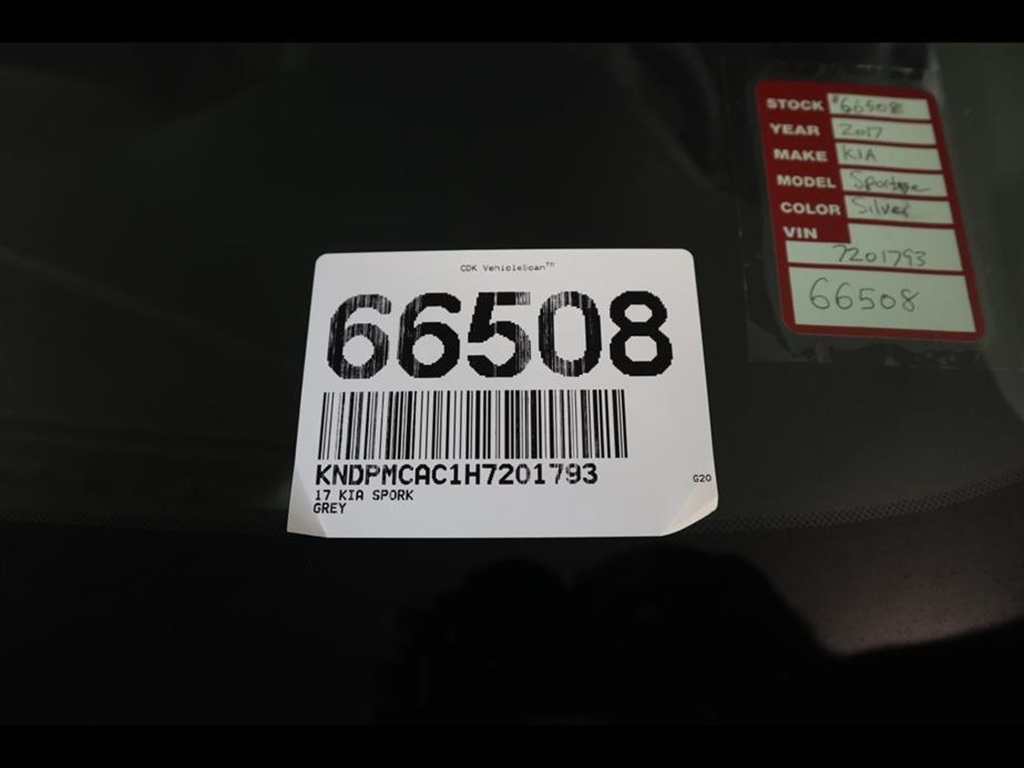 CDK VehicleScan™
66508
KNDPMCAC1H7201793
17 KIA SPORK
GREY
G20
STOCK #66508
YEAR 2017
MAKE KIA
MODEL Sportage
COLOR Silver
VIN
7201793
66508